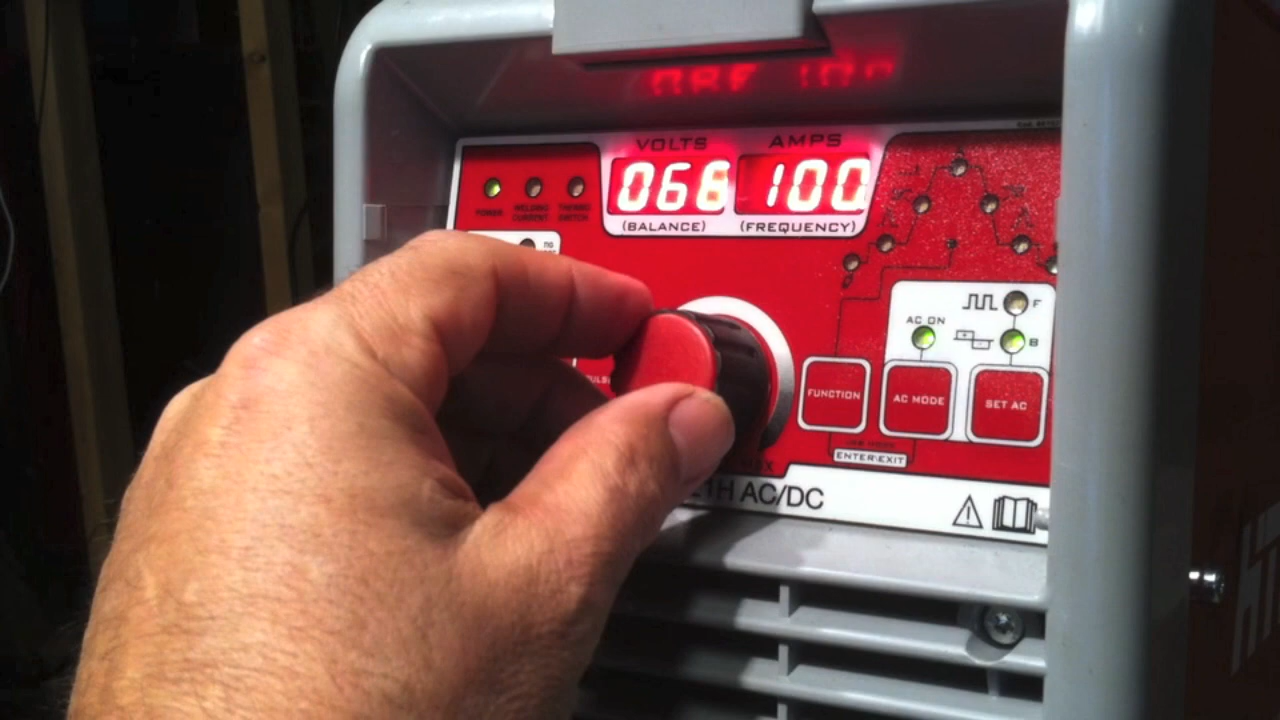 VOLTS AMPS
066 100
(BALANCE) (FREQUENCY)
POWER WELDING CURRENT THERMO SWITCH
F
AC ON
B
FUNCTION AC MODE SET AC
ENTER\EXIT
TH AC/DC